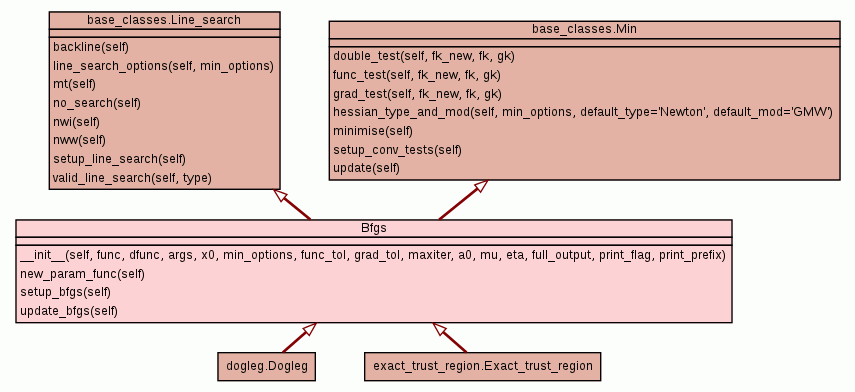 base_classes.Line_search
backline(self)
line_search_options(self, min_options)
mt(self)
no_search(self)
nwi(self)
nww(self)
setup_line_search(self)
valid_line_search(self, type)
base_classes.Min
double_test(self, fk_new, fk, gk)
func_test(self, fk_new, fk, gk)
grad_test(self, fk_new, fk, gk)
hessian_type_and_mod(self, min_options, default_type='Newton', default_mod='GMW')
minimise(self)
setup_conv_tests(self)
update(self)
Bfgs
__init__(self, func, dfunc, args, x0, min_options, func_tol, grad_tol, maxiter, a0, mu, eta, full_output, print_flag, print_prefix)
new_param_func(self)
setup_bfgs(self)
update_bfgs(self)
dogleg.Dogleg
exact_trust_region.Exact_trust_region